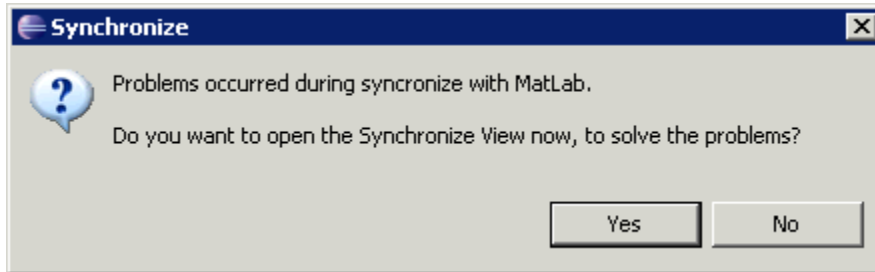 Synchronize
Problems occurred during syncronize with MatLab.
Do you want to open the Synchronize View now, to solve the problems?
Yes No